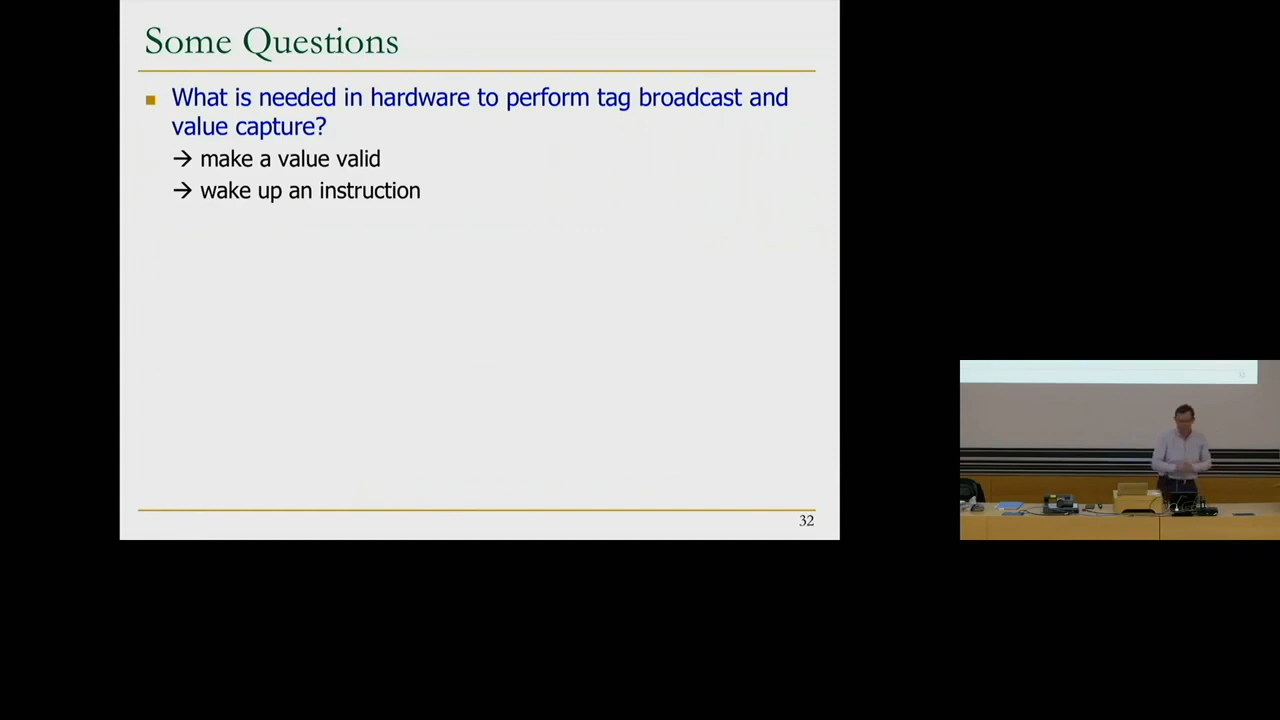 Some Questions
■ What is needed in hardware to perform tag broadcast and
value capture?
→ make a value valid
→ wake up an instruction
32
32